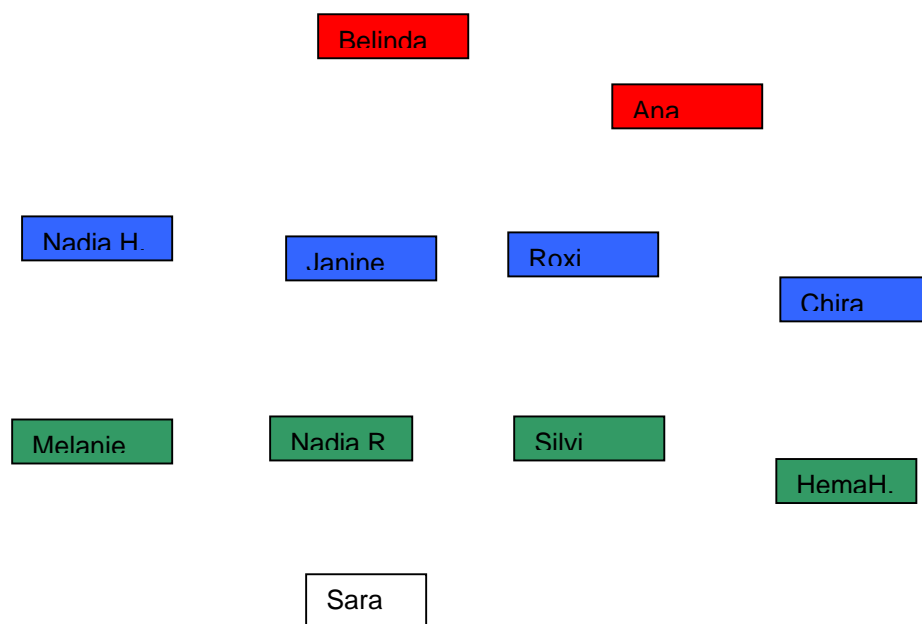 Belinda
Ana
Nadia H.
Janine
Roxi
Chira
Melanie
Nadia R
Silvi
HemaH.
Sara